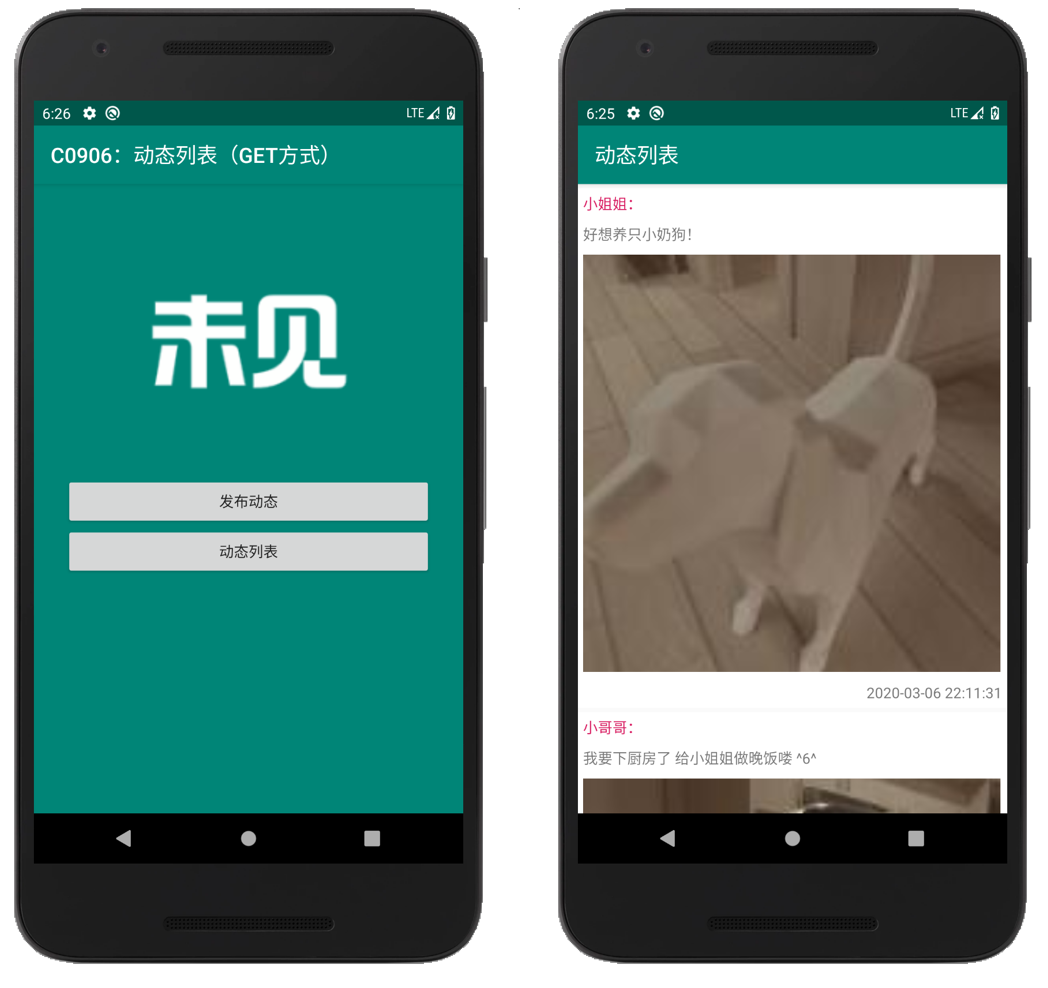 6:26
LTE
C0906：动态列表（GET方式）
未见
发布动态
动态列表
6:25
LTE
动态列表
小姐姐：
好想养只小奶狗！
2020-03-06 22:11:31
小哥哥：
我要下厨房了 给小姐姐做晚饭喽 ^6^